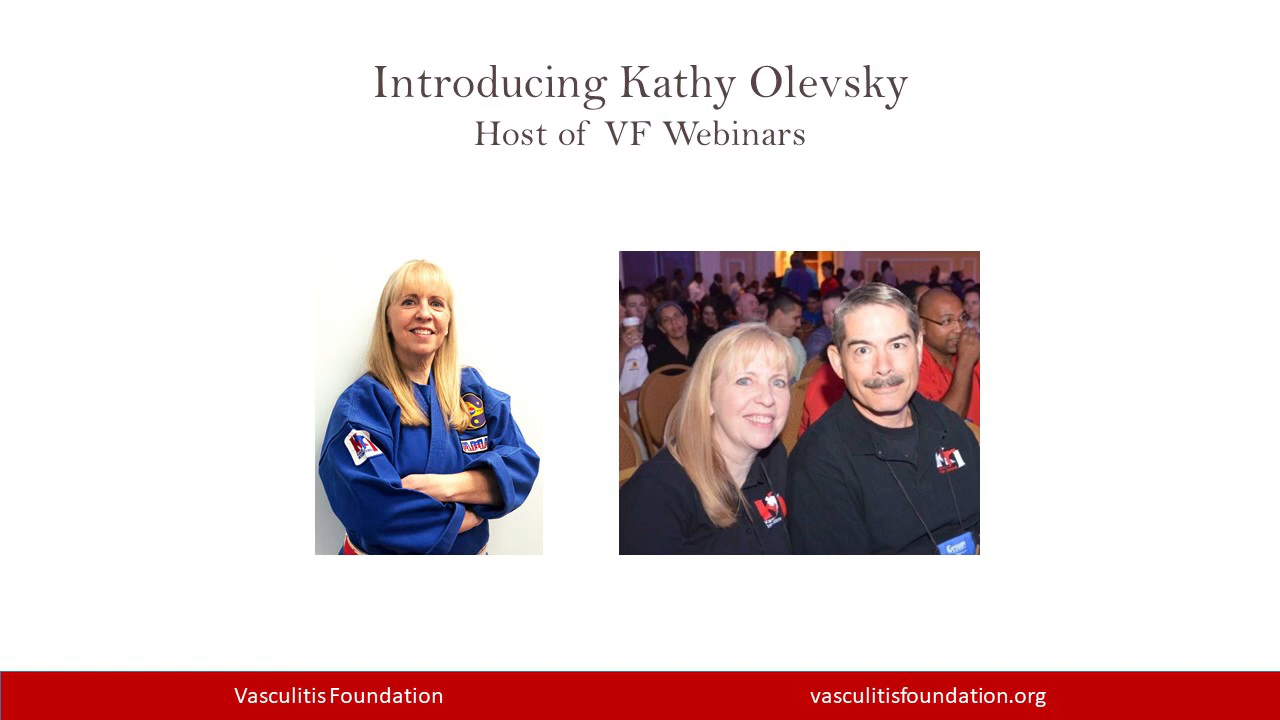 Introducing Kathy Olevsky
Host of VF Webinars
Vasculitis Foundation
vasculitisfoundation.org